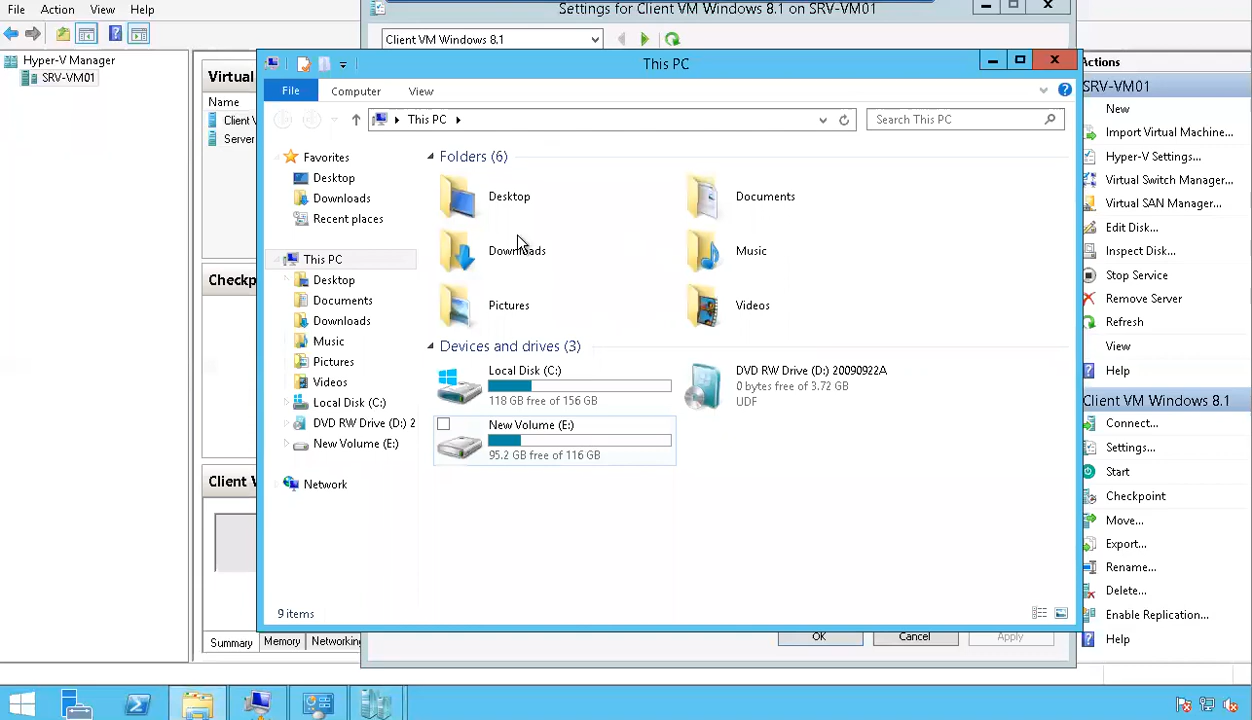 File Action View Help
Settings for Client VM Windows 8.1 on SRV-VM01
Hyper-V Manager
SRV-VM01
Client VM Windows 8.1
Virtual
Name
Client
Server
Checkp
Client V
Summary Memory Networking
This PC
File Computer View
This PC
Search This PC
Favorites
Desktop
Downloads
Recent places
This PC
Desktop
Documents
Downloads
Music
Pictures
Videos
Local Disk (C:)
DVD RW Drive (D:) 2
New Volume (E:)
Network
Folders (6)
Desktop
Documents
Downloads
Music
Pictures
Videos
Devices and drives (3)
Local Disk (C:)
118 GB free of 156 GB
DVD RW Drive (D:) 20090922A
0 bytes free of 3.72 GB
UDF
New Volume (E:)
95.2 GB free of 116 GB
9 items
OK Cancel Apply
Actions
SRV-VM01
New
Import Virtual Machine...
Hyper-V Settings...
Virtual Switch Manager...
Virtual SAN Manager...
Edit Disk...
Inspect Disk...
Stop Service
Remove Server
Refresh
View
Help
Client VM Windows 8.1
Connect...
Settings...
Start
Checkpoint
Move...
Export...
Rename...
Delete...
Enable Replication...
Help